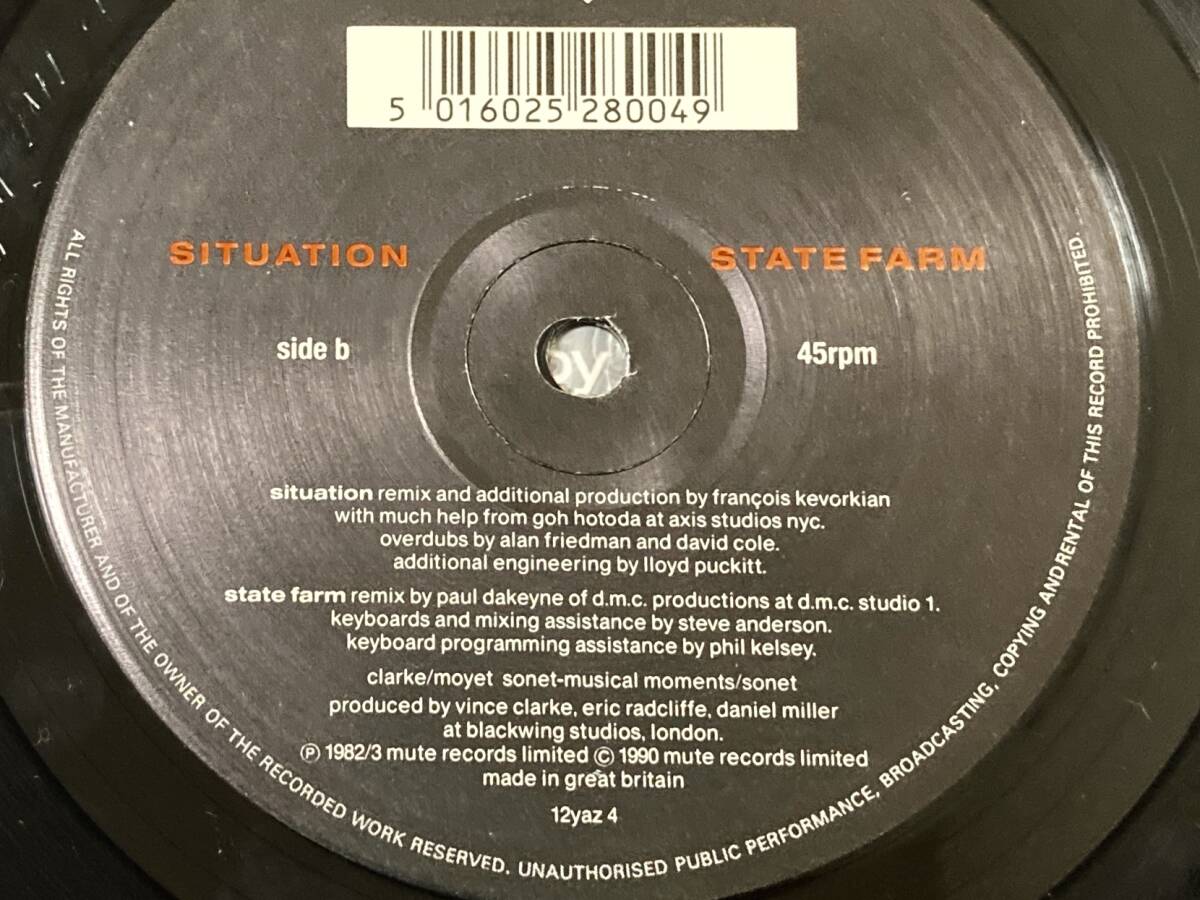 5 016025 280049
SITUATION
STATE FARM
side b
45rpm
situation remix and additional production by françois kevorkian
with much help from goh hotoda at axis studios nyc.
overdubs by alan friedman and david cole.
additional engineering by lloyd puckitt.
state farm remix by paul dakeyne of d.m.c. productions at d.m.c. studio 1.
keyboards and mixing assistance by steve anderson.
keyboard programming assistance by phil kelsey.
clarke/moyet sonet-musical moments/sonet
produced by vince clarke, eric radcliffe, daniel miller
at blackwing studios, london.
Ⓟ 1982/3 mute records limited © 1990 mute records limited
made in great britain
12yaz 4
ALL RIGHTS OF THE MANUFACTURER AND OF THE OWNER OF THE RECORDED WORK RESERVED. UNAUTHORISED PUBLIC PERFORMANCE, BROADCASTING, COPYING AND RENTAL OF THIS RECORD PROHIBITED.